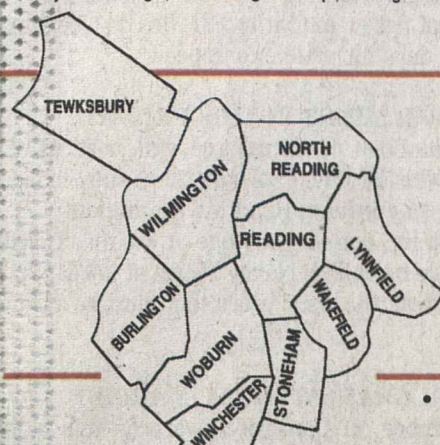 TEWKSBURY
WILMINGTON
NORTH
READING
READING
LYNNFIELD
BURLINGTON
WAKEFIELD
WOBURN
STONEHAM
WINCHESTER